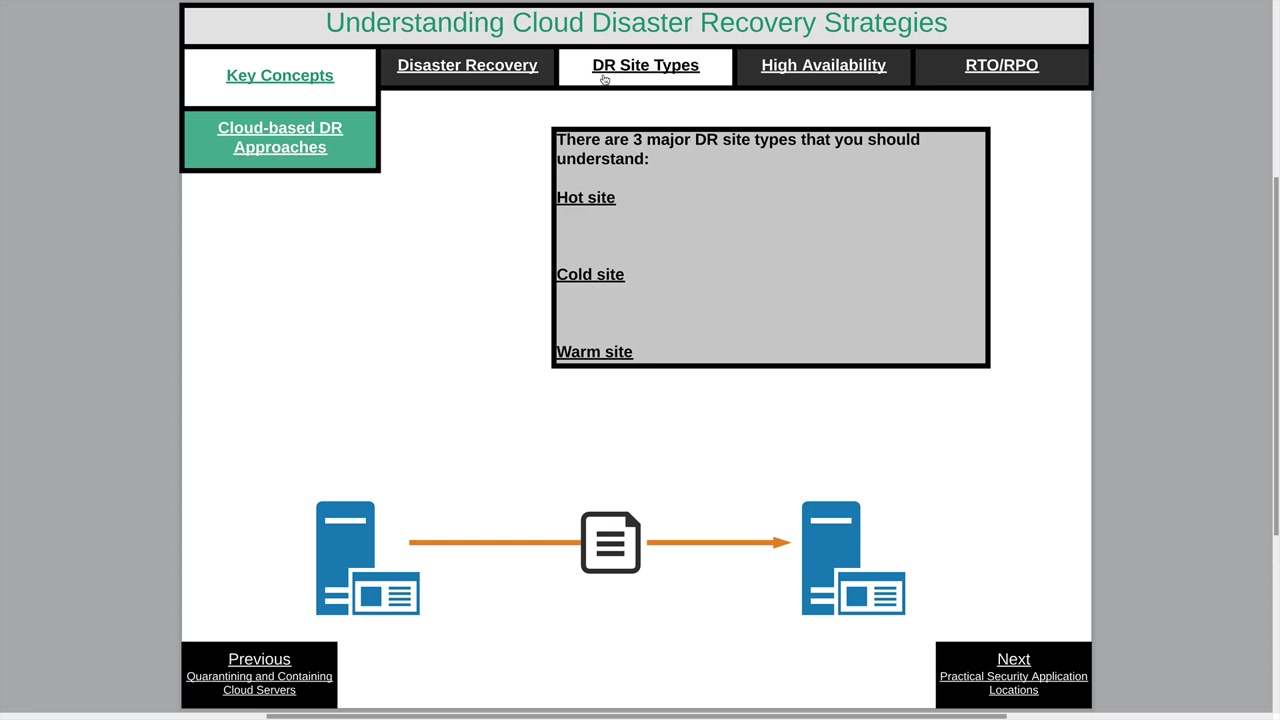 Understanding Cloud Disaster Recovery Strategies
Key Concepts
Disaster Recovery
DR Site Types
High Availability
RTO/RPO
Cloud-based DR
Approaches
There are 3 major DR site types that you should
understand:
Hot site
Cold site
Warm site
Previous
Quarantining and Containing
Cloud Servers
Next
Practical Security Application
Locations